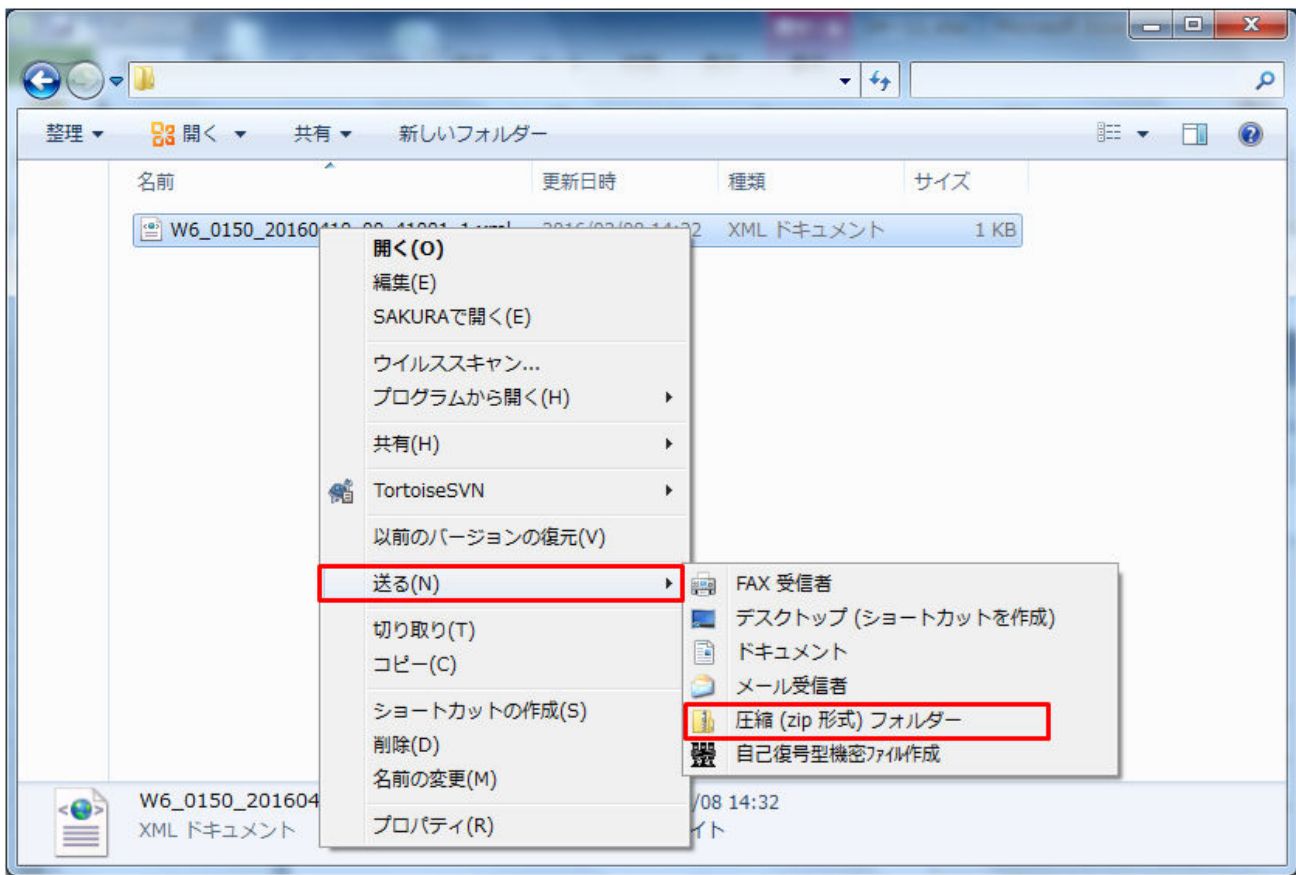 整理 開く 共有 新しいフォルダー
名前 更新日時 種類 サイズ
W6_0150_20160410 XML ドキュメント 1 KB
開く(O)
編集(E)
SAKURAで開く(E)
ウイルススキャン...
プログラムから開く(H)
共有(H)
TortoiseSVN
以前のバージョンの復元(V)
送る(N)
切り取り(T)
コピー(C)
ショートカットの作成(S)
削除(D)
名前の変更(M)
プロパティ(R)
FAX 受信者
デスクトップ (ショートカットを作成)
ドキュメント
メール受信者
圧縮 (zip 形式) フォルダー
自己復号型機密ファイル作成
W6_0150_201604 /08 14:32
XML ドキュメント イト